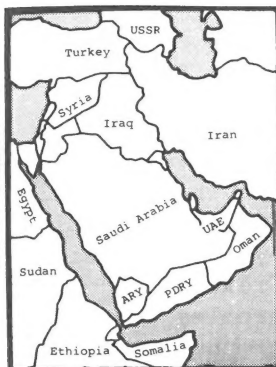 USSR
Turkey
Syria
Iraq
Iran
Egypt
Saudi Arabia
UAE
Oman
Sudan
ARY
PDRY
Ethiopia
Somalia